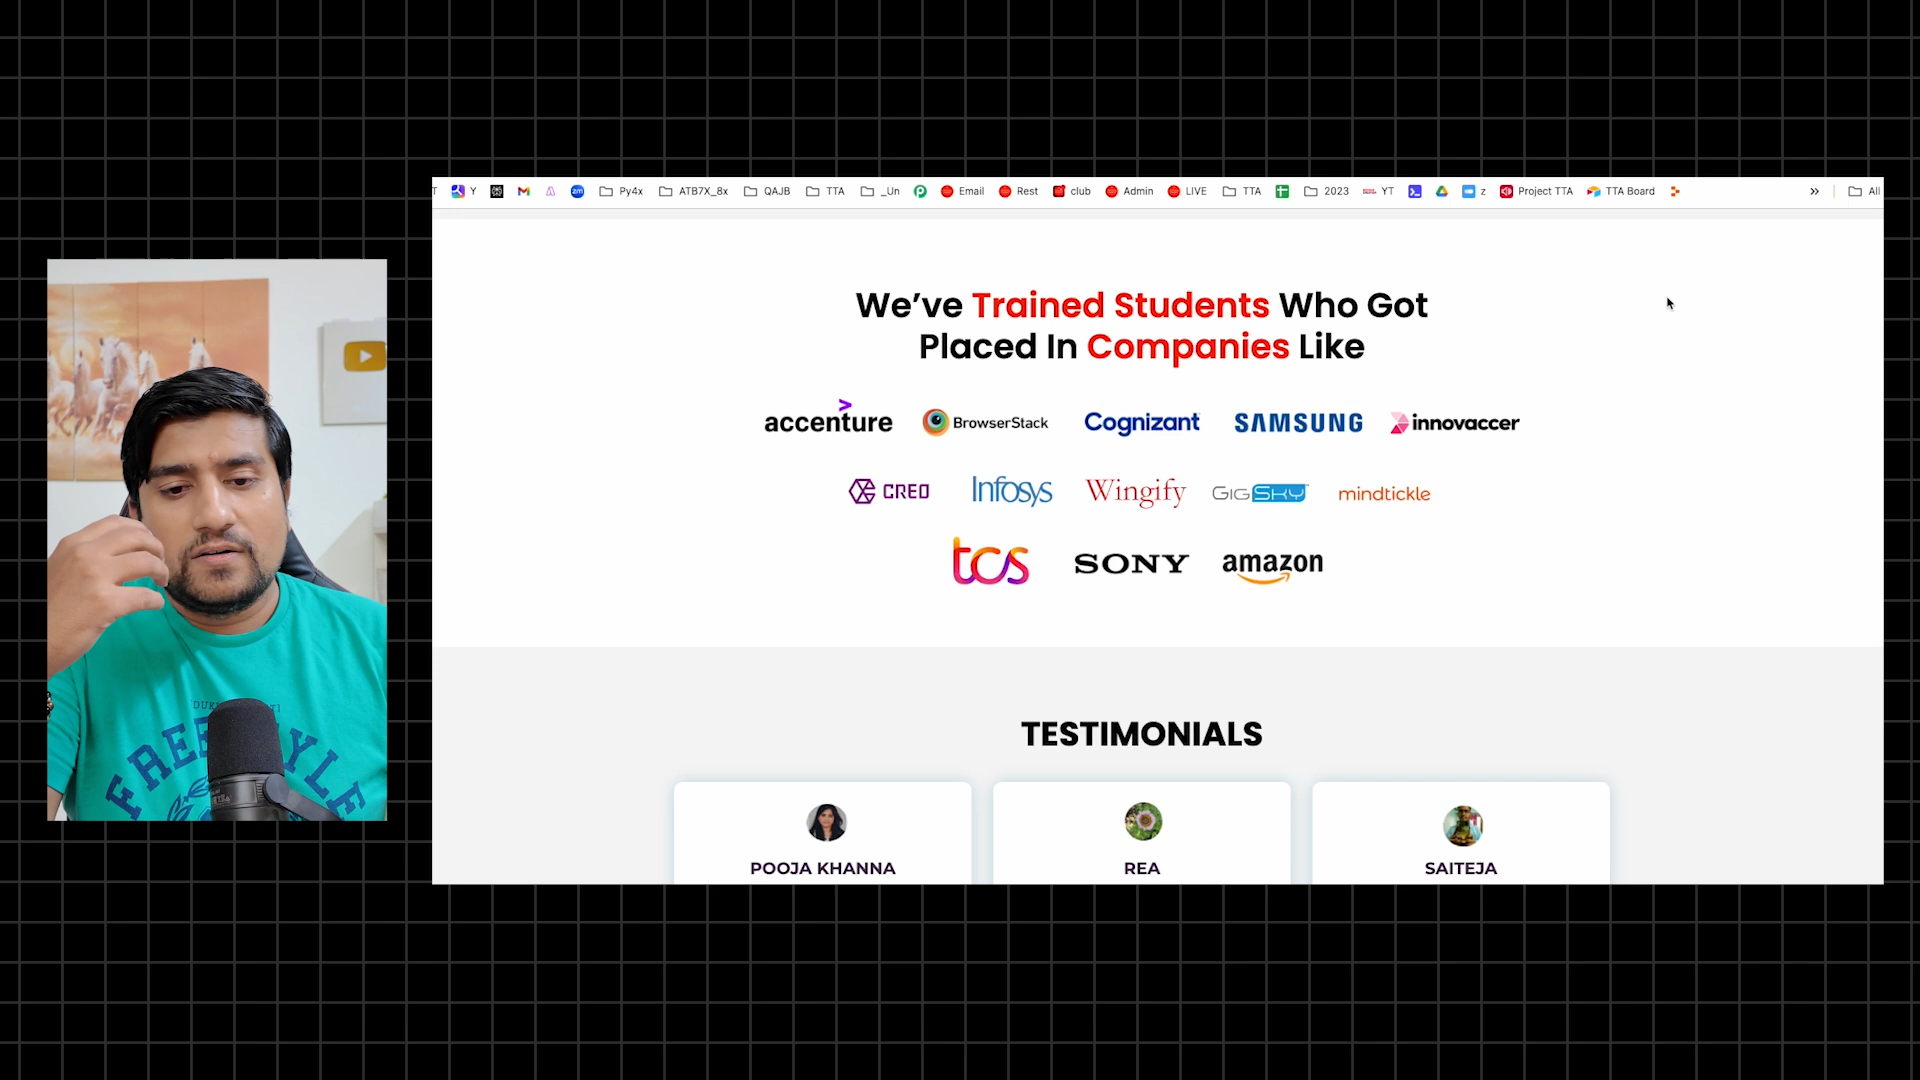 T Y zm Py4x ATB7X_8x QAJB TTA _Un Email Rest club Admin LIVE TTA 2023 YT z Project TTA TTA Board » All
We’ve Trained Students Who Got
Placed In Companies Like
accenture BrowserStack Cognizant SAMSUNG innovaccer
CRED Infosys Wingify GIGSKY mindtickle
tcs SONY amazon
TESTIMONIALS
POOJA KHANNA REA SAITEJA
FREESTYLE